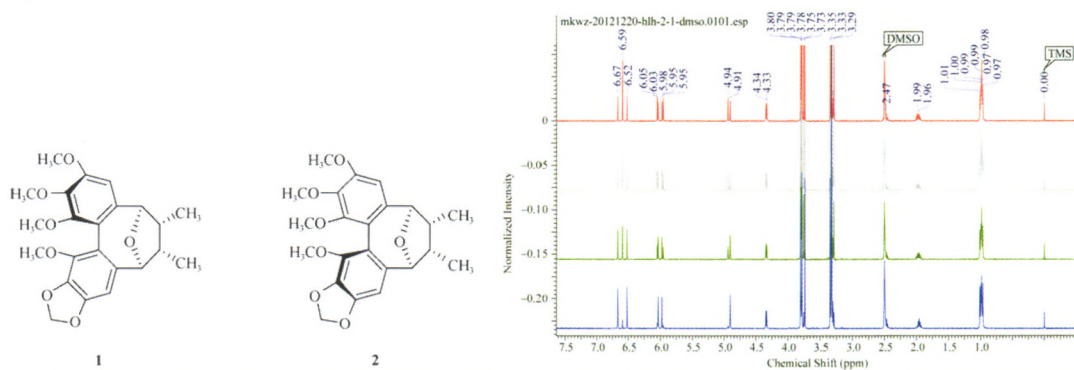 H₃CO
H₃CO
H₃CO
H₃CO
O
CH₃
CH₃
O
O
1
H₃CO
H₃CO
H₃CO
H₃CO
O
CH₃
CH₃
O
O
2
mkwz-20121220-hlh-2-1-dmso.0101.esp
DMSO
TMS
6.67
6.59
6.52
6.05
6.03
5.98
5.95
5.95
4.94
4.91
4.34
4.33
3.80
3.79
3.79
3.78
3.75
3.73
3.35
3.33
3.29
2.47
1.99
1.96
1.01
1.00
0.99
0.99
0.98
0.97
0.97
0.00
Normalized Intensity
0
−0.05
−0.10
−0.15
−0.20
7.5 7.0 6.5 6.0 5.5 5.0 4.5 4.0 3.5 3.0 2.5 2.0 1.5 1.0
Chemical Shift (ppm)